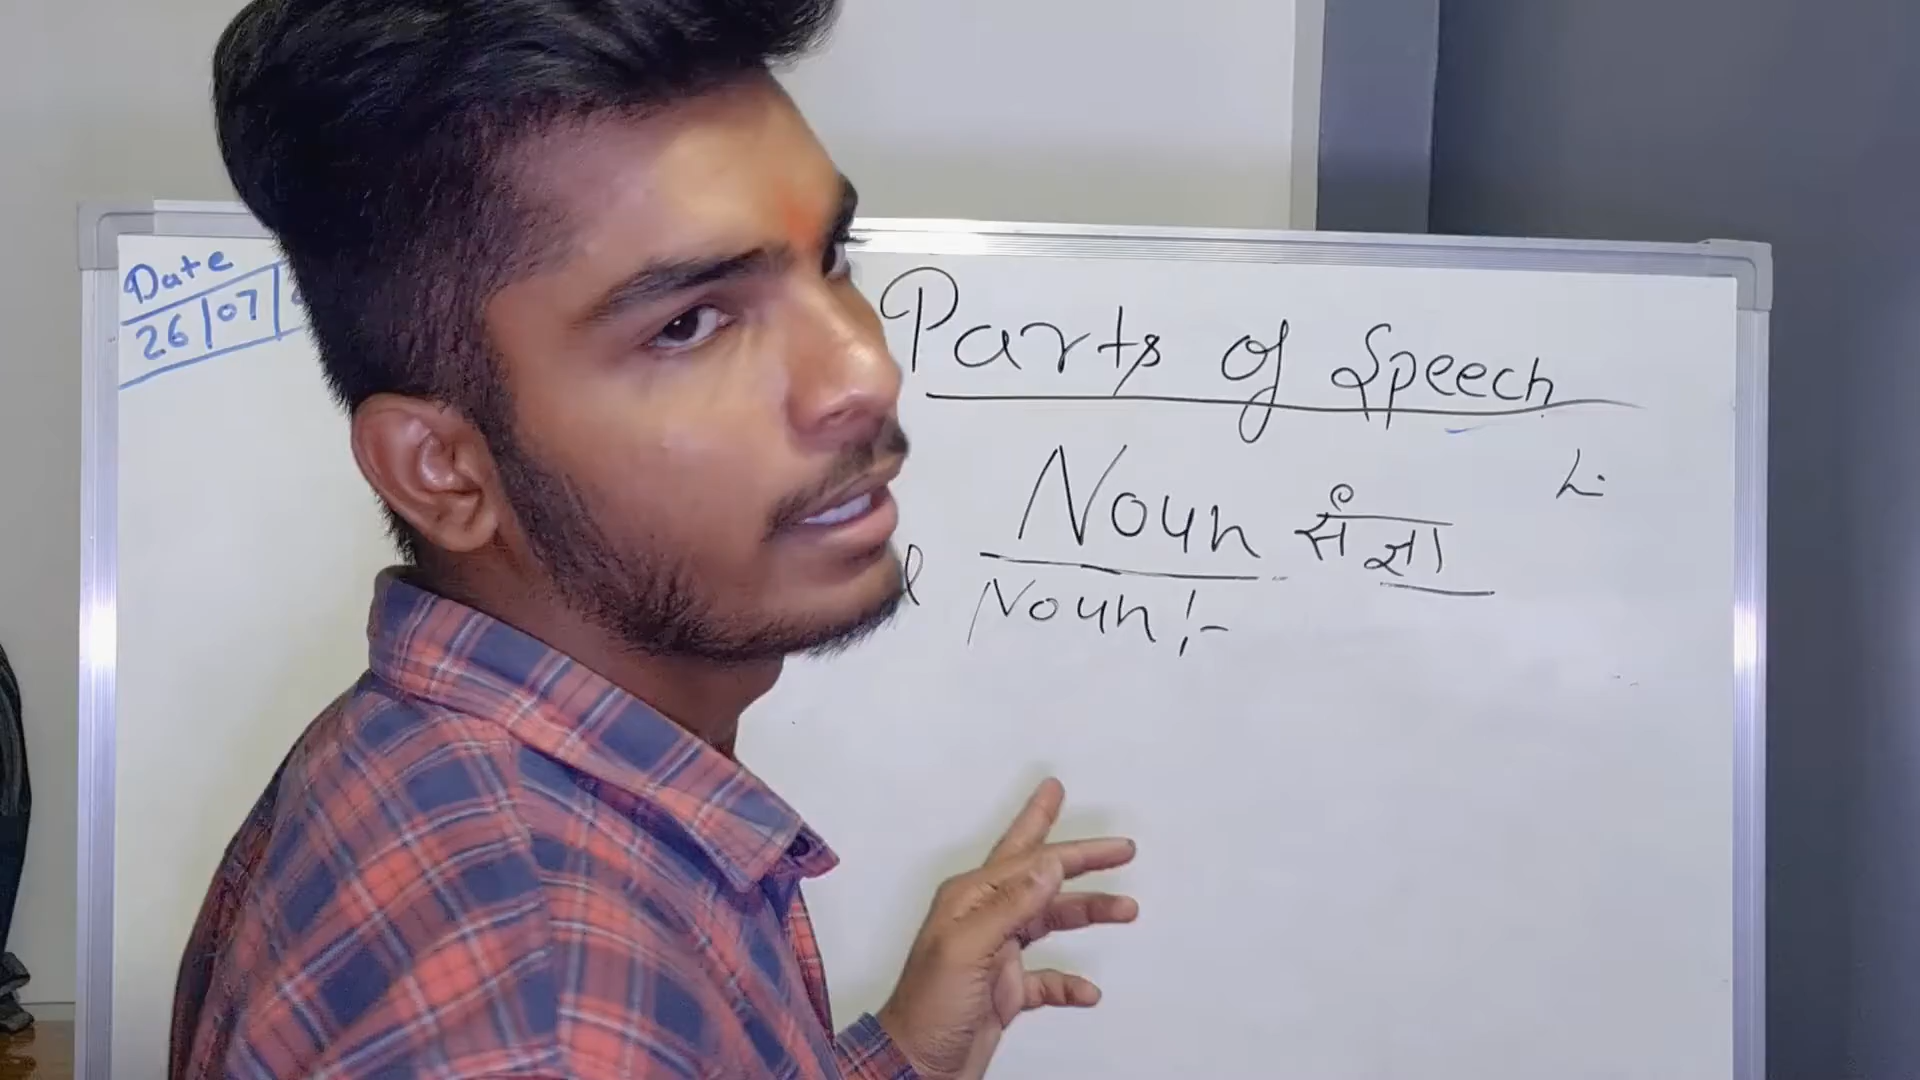 Date
26/07
Parts of Speech
Noun संज्ञा
Noun :-